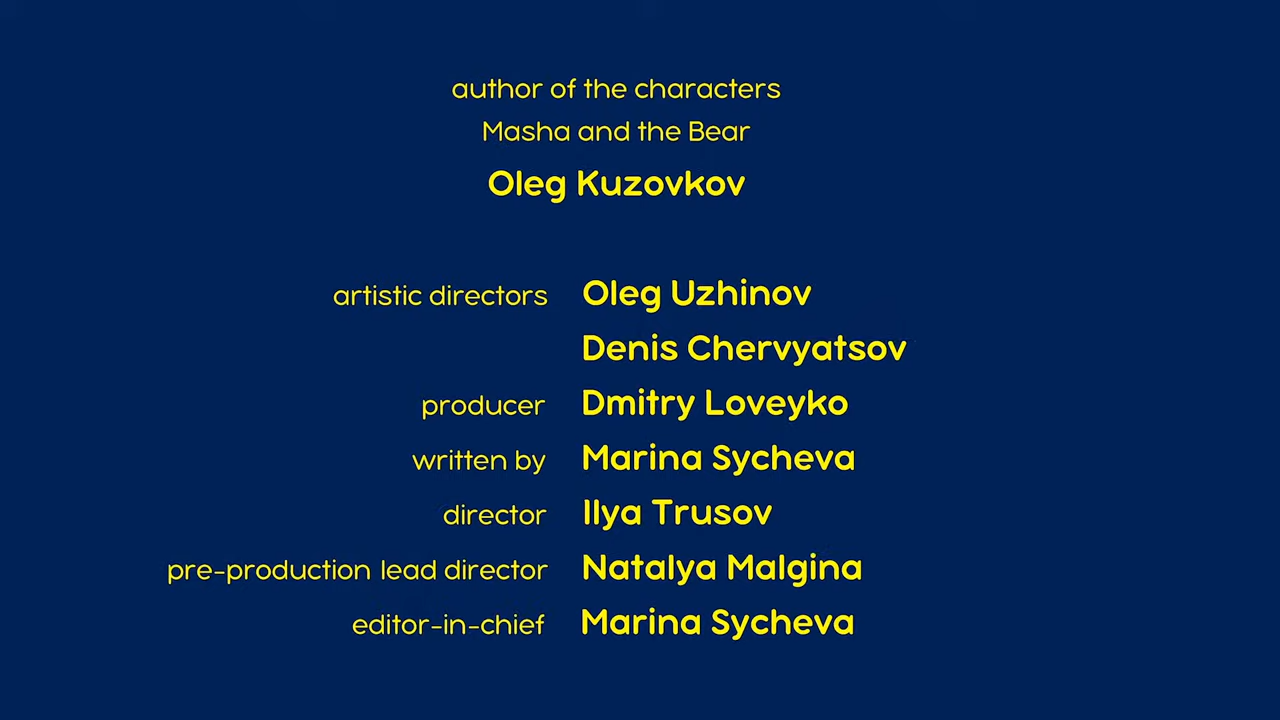 author of the characters
Masha and the Bear
Oleg Kuzovkov
artistic directors Oleg Uzhinov
Denis Chervyatsov
producer Dmitry Loveyko
written by Marina Sycheva
director Ilya Trusov
pre-production lead director Natalya Malgina
editor-in-chief Marina Sycheva